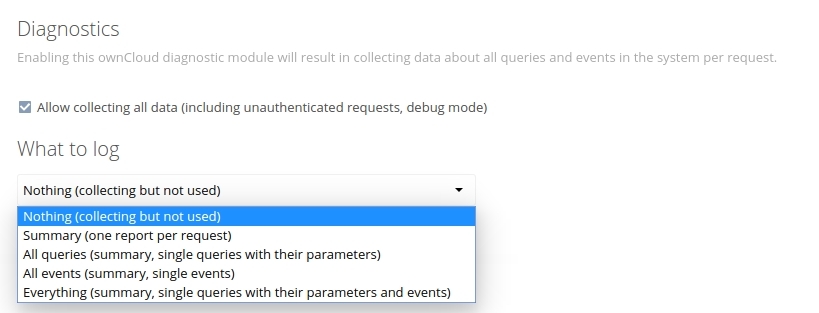 Diagnostics
Enabling this ownCloud diagnostic module will result in collecting data about all queries and events in the system per request.
Allow collecting all data (including unauthenticated requests, debug mode)
What to log
Nothing (collecting but not used)
Nothing (collecting but not used)
Summary (one report per request)
All queries (summary, single queries with their parameters)
All events (summary, single events)
Everything (summary, single queries with their parameters and events)